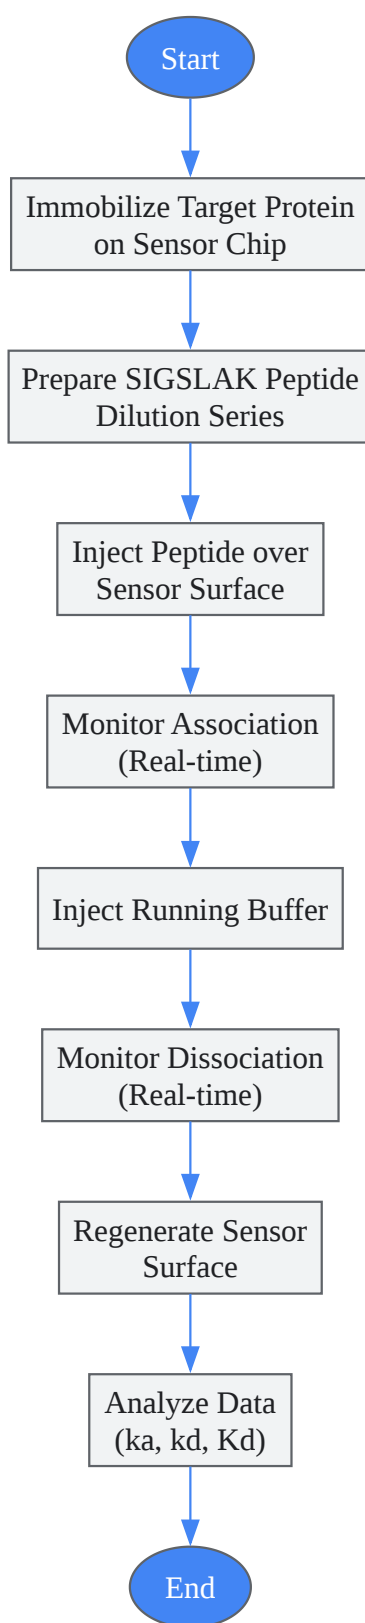 Start
Immobilize Target Protein
on Sensor Chip
Prepare SIGSLAK Peptide
Dilution Series
Inject Peptide over
Sensor Surface
Monitor Association
(Real-time)
Inject Running Buffer
Monitor Dissociation
(Real-time)
Regenerate Sensor
Surface
Analyze Data
(ka, kd, Kd)
End